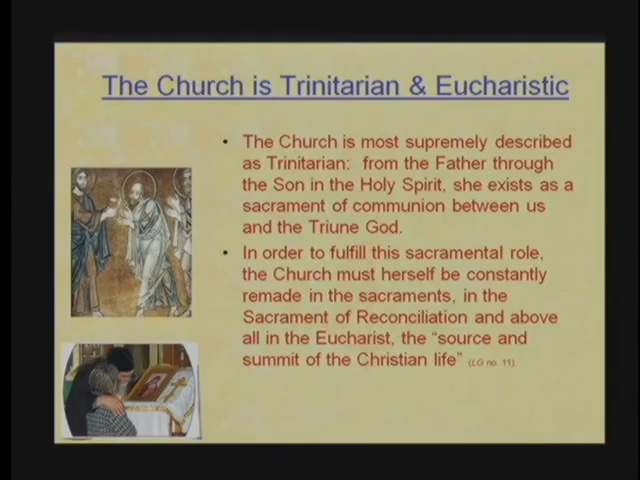 The Church is Trinitarian & Eucharistic
• The Church is most supremely described
as Trinitarian: from the Father through
the Son in the Holy Spirit, she exists as a
sacrament of communion between us
and the Triune God.
• In order to fulfill this sacramental role,
the Church must herself be constantly
remade in the sacraments, in the
Sacrament of Reconciliation and above
all in the Eucharist, the “source and
summit of the Christian life” (LG no. 11).